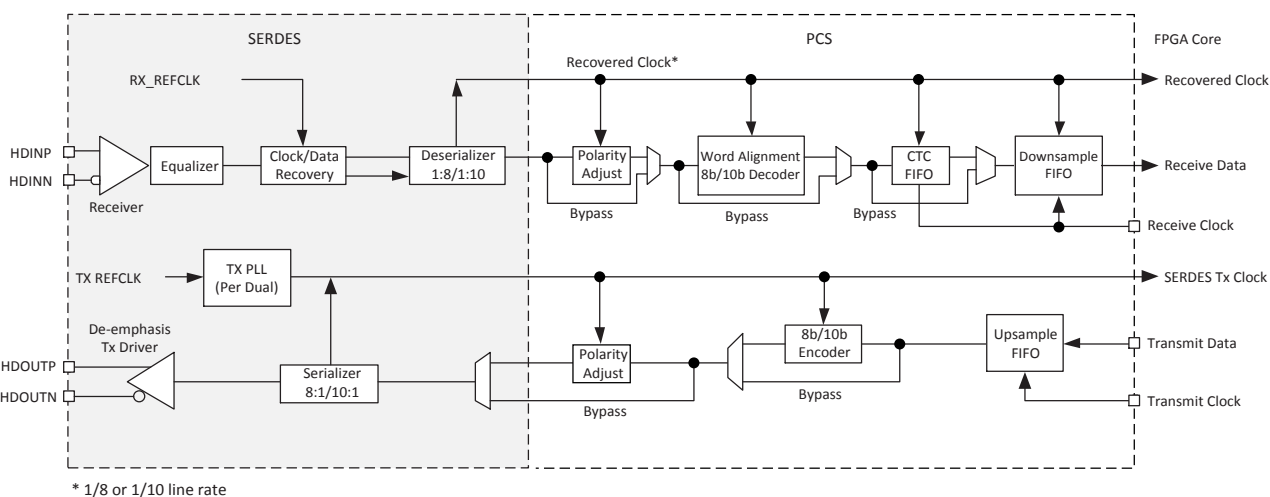 SERDES
PCS
FPGA Core
RX_REFCLK
Recovered Clock*
Recovered Clock
HDINP
HDINN
Receiver
Equalizer
Clock/Data
Recovery
Deserializer
1:8/1:10
Polarity
Adjust
Bypass
Word Alignment
8b/10b Decoder
Bypass
CTC
FIFO
Bypass
Downsample
FIFO
Receive Data
Receive Clock
TX REFCLK
TX PLL
(Per Dual)
SERDES Tx Clock
De-emphasis
Tx Driver
HDOUTP
HDOUTN
Serializer
8:1/10:1
Polarity
Adjust
Bypass
8b/10b
Encoder
Bypass
Upsample
FIFO
Transmit Data
Transmit Clock
* 1/8 or 1/10 line rate